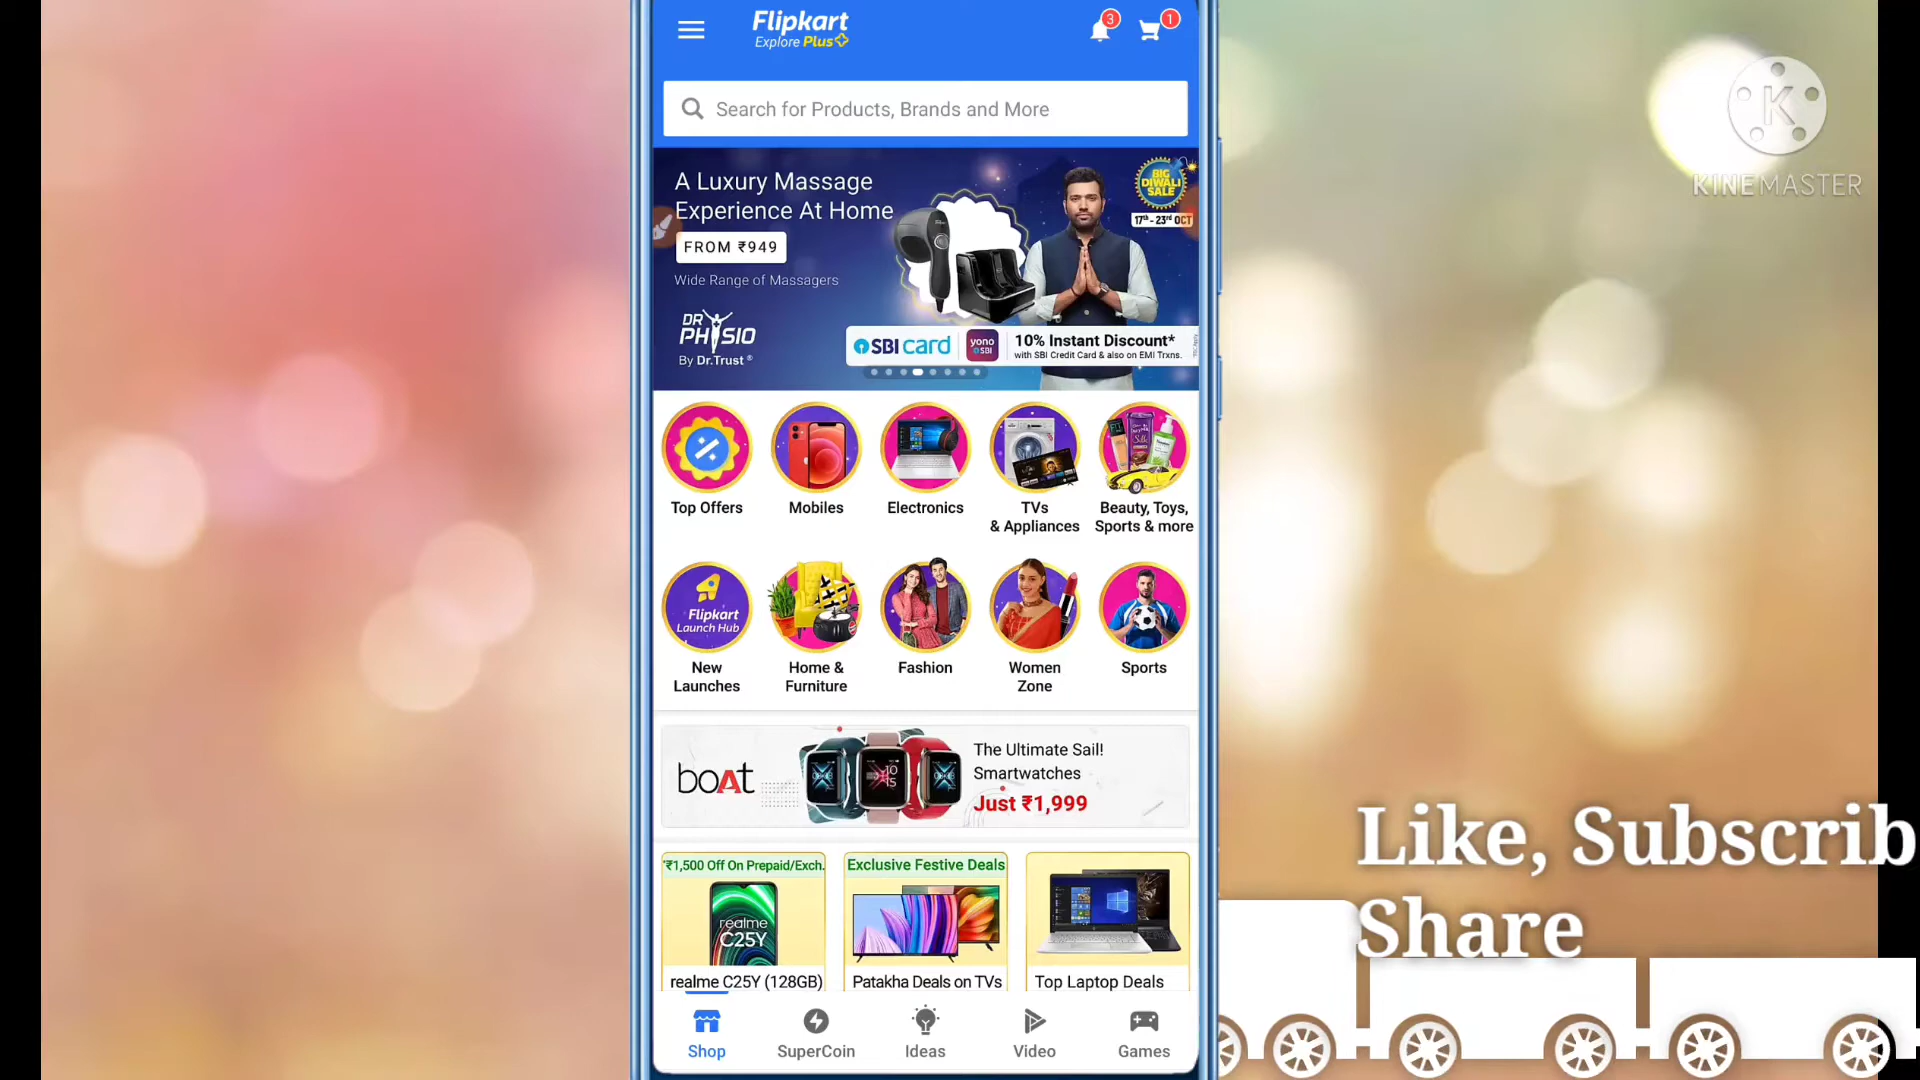 Flipkart
Explore Plus
3
1
Search for Products, Brands and More
A Luxury Massage
Experience At Home
FROM ₹949
Wide Range of Massagers
DR
PHYSIO
By Dr.Trust®
BIG
DIWALI
SALE
17th - 23rd OCT
SBI card
yono
SBI
10% Instant Discount*
with SBI Credit Card & also on EMI Trxns.
Top Offers
Mobiles
Electronics
TVs
& Appliances
Beauty, Toys,
Sports & more
Flipkart
Launch Hub
New
Launches
Home &
Furniture
Fashion
Women
Zone
Sports
boAt
The Ultimate Sail!
Smartwatches
Just ₹1,999
₹1,500 Off On Prepaid/Exch.
realme
C25Y
realme C25Y (128GB)
Exclusive Festive Deals
Patakha Deals on TVs
Top Laptop Deals
Shop
SuperCoin
Ideas
Video
Games
K
KINEMASTER
Like, Subscrib
Share